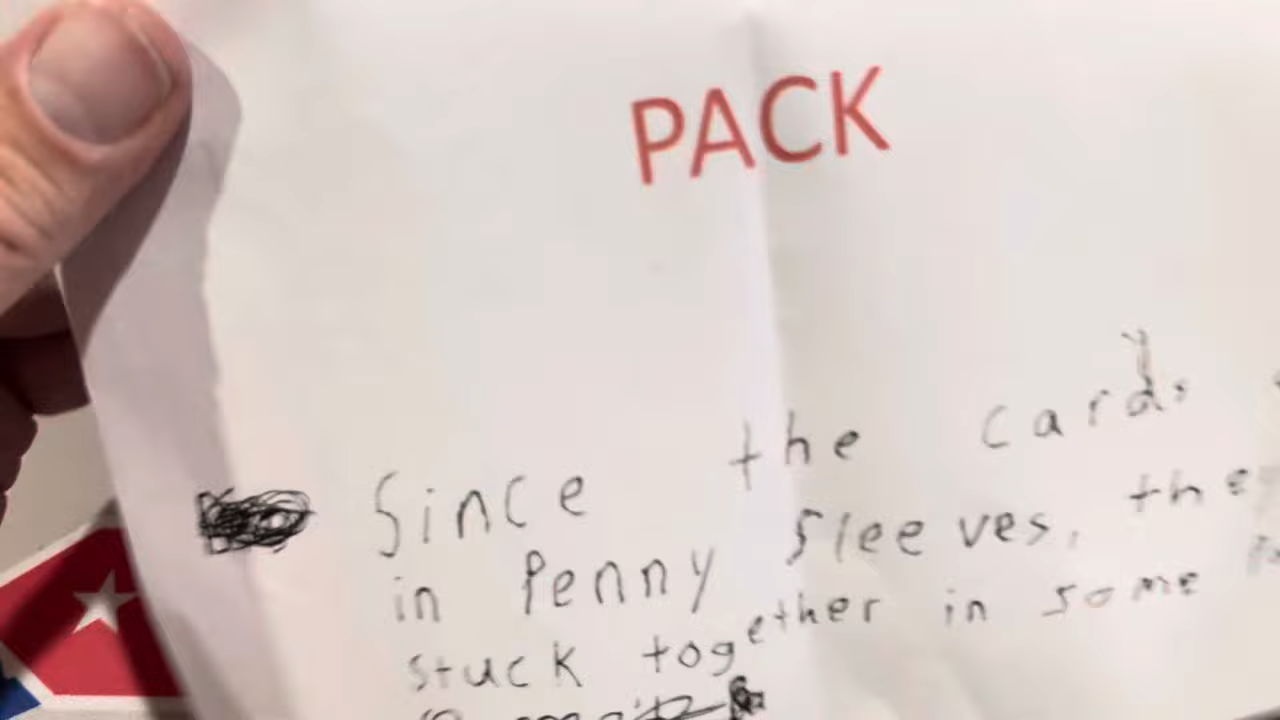 PACK
Since the cards
in Penny sleeves, the
stuck together in some